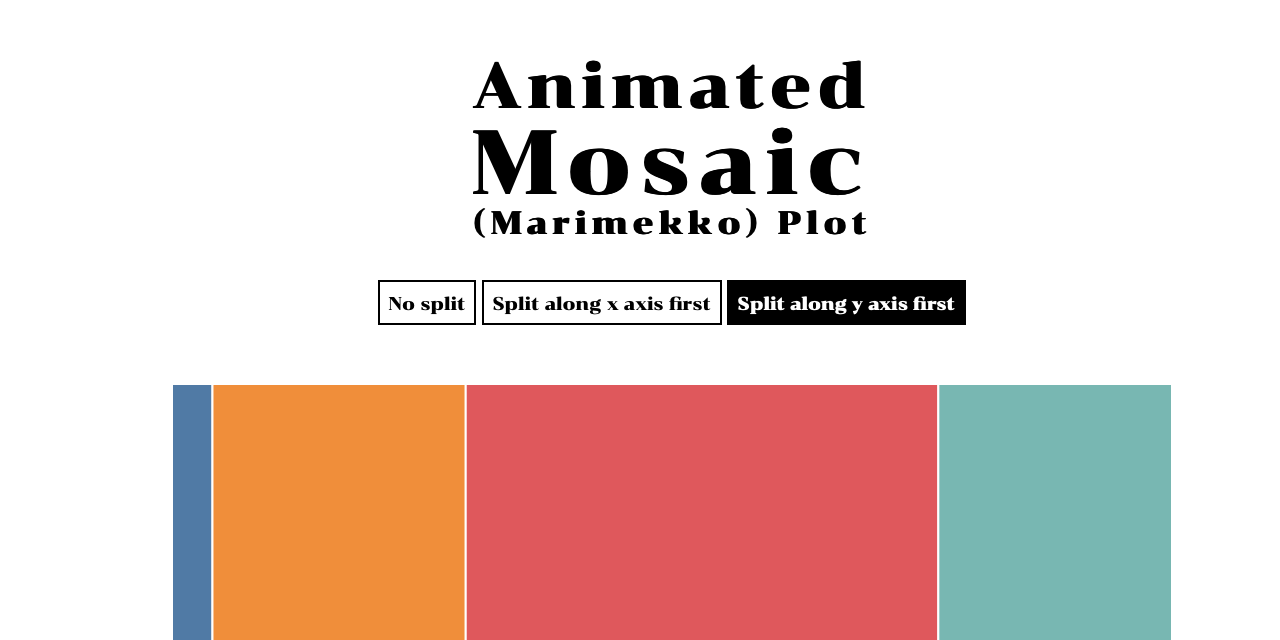 Animated
Mosaic
(Marimekko) Plot
No split
Split along x axis first
Split along y axis first